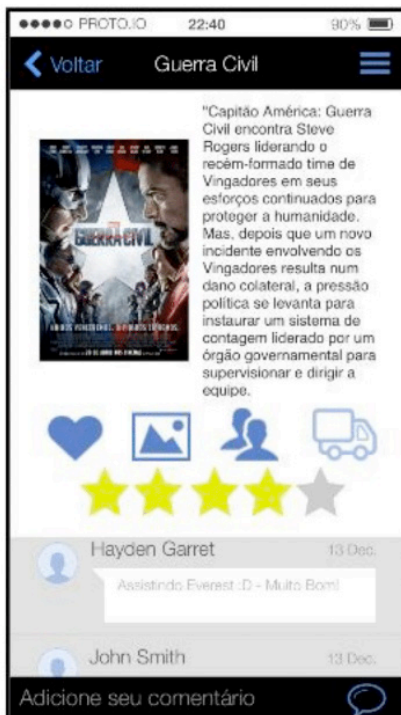 PROTO.IO 22:40 90%
Voltar Guerra Civil
"Capitão América: Guerra
Civil encontra Steve
Rogers liderando o
recém-formado time de
Vingadores em seus
esforços continuados para
proteger a humanidade.
Mas, depois que um novo
incidente envolvendo os
Vingadores resulta num
dano colateral, a pressão
política se levanta para
instaurar um sistema de
contagem liderado por um
órgão governamental para
supervisionar e dirigir a
equipe.
GUERRA CIVIL
Hayden Garret 13 Dec.
Assistindo Everest :D - Muito Bom!
John Smith 13 Dec.
Adicione seu comentário